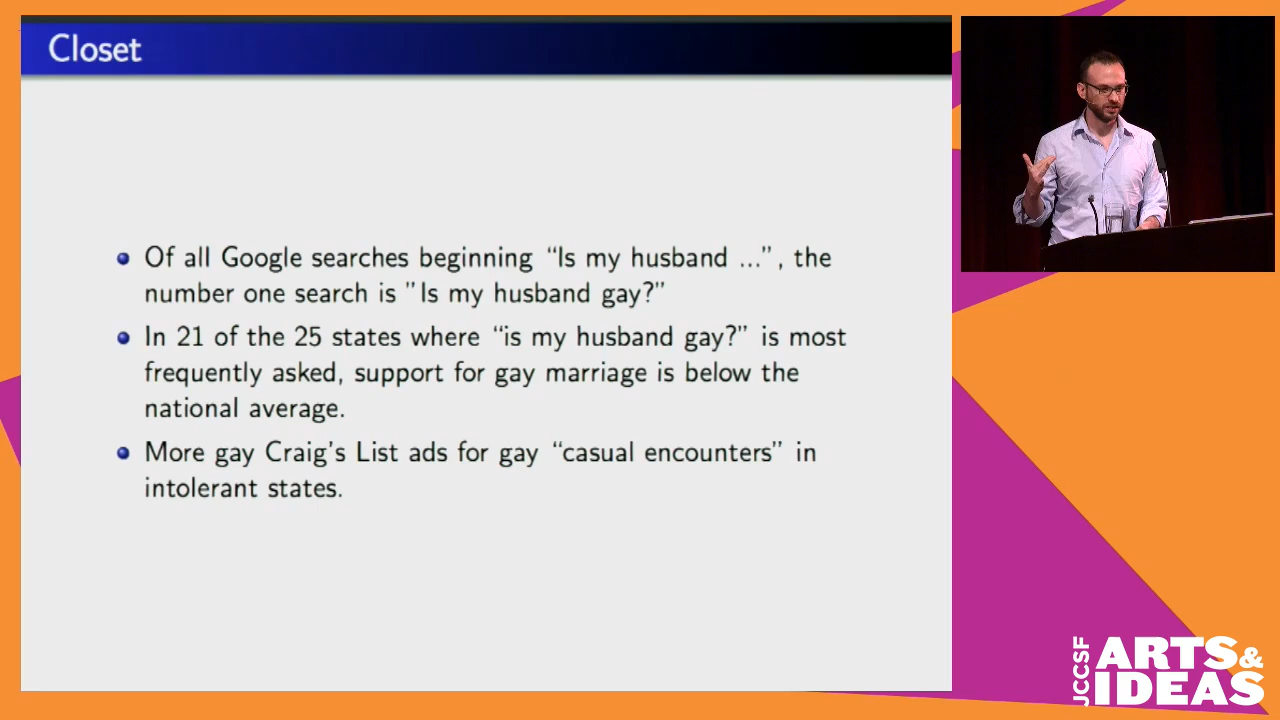 Closet
Of all Google searches beginning “Is my husband ...”, the
number one search is ”Is my husband gay?”
In 21 of the 25 states where “is my husband gay?” is most
frequently asked, support for gay marriage is below the
national average.
More gay Craig's List ads for gay “casual encounters” in
intolerant states.
JCCSF
ARTS&
IDEAS